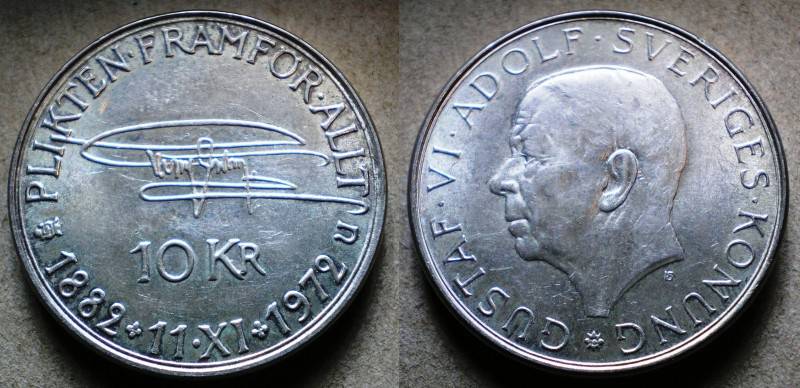 PLIKTEN·FRAMFÖR·ALLT
10 KR
1882 11·XI 1972
U
GUSTAF·VI·ADOLF·SVERIGES·KONUNG